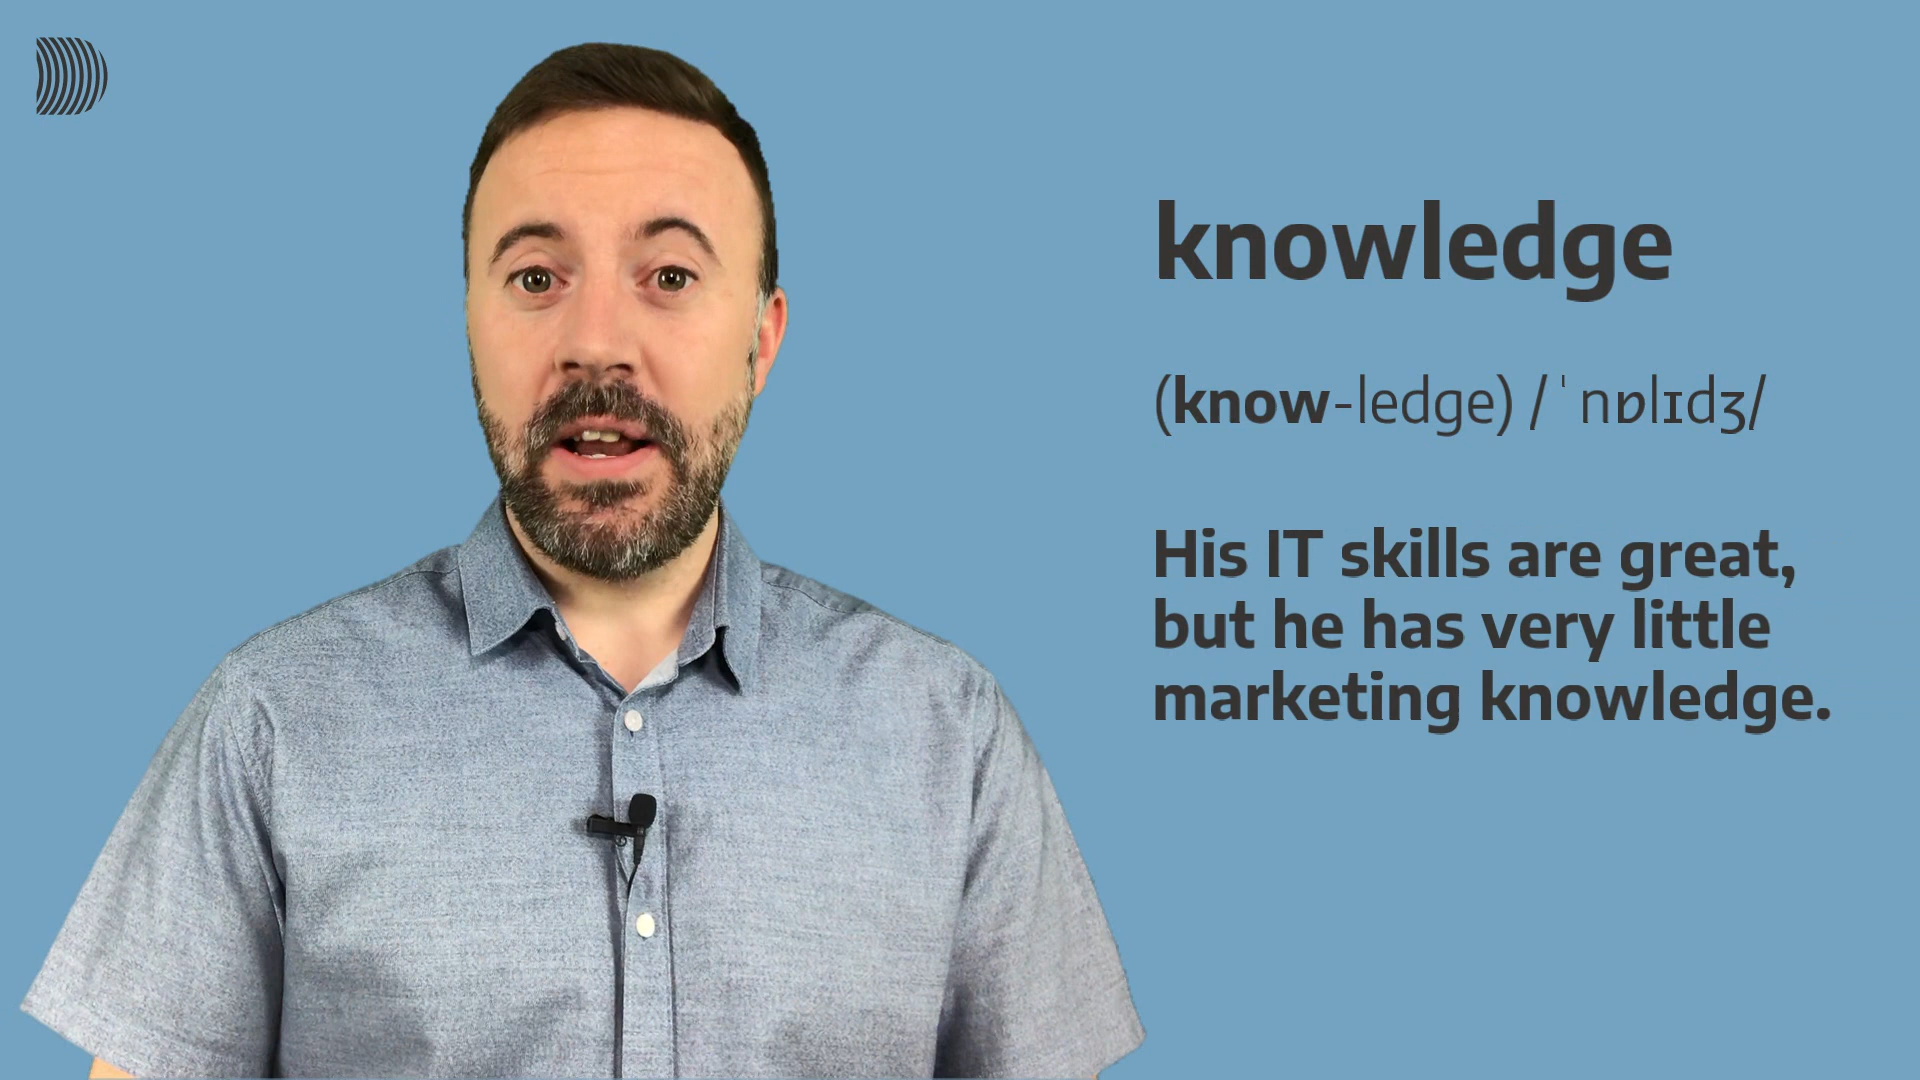 knowledge
(know-ledge) /ˈnɒlɪdʒ/
His IT skills are great,
but he has very little
marketing knowledge.